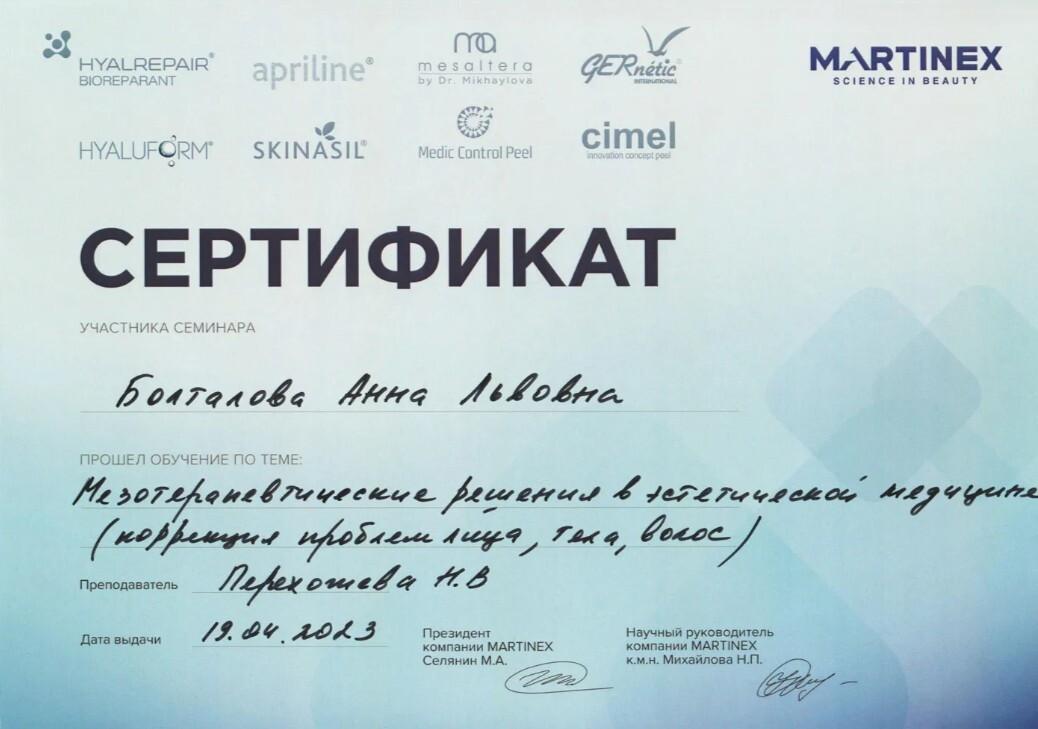 HYALREPAIR®
BIOREPARANT
apriline®
ma
mesaltera
by Dr. Mikhaylova
GERnétic®
INTERNATIONAL
MARTINEX
SCIENCE IN BEAUTY
HYALUFORM®
SKINASIL®
Medic Control Peel
cimel
innovation concept peel
СЕРТИФИКАТ
УЧАСТНИКА СЕМИНАРА
Болталова Анна Львовна
ПРОШЕЛ ОБУЧЕНИЕ ПО ТЕМЕ:
Мезотерапевтические решения в эстетической медицине
(коррекция проблем лица, тела, волос)
Преподаватель Перехожева Н.В
Дата выдачи 19.04.2023
Президент
компании MARTINEX
Селянин М.А.
Научный руководитель
компании MARTINEX
к.м.н. Михайлова Н.П.